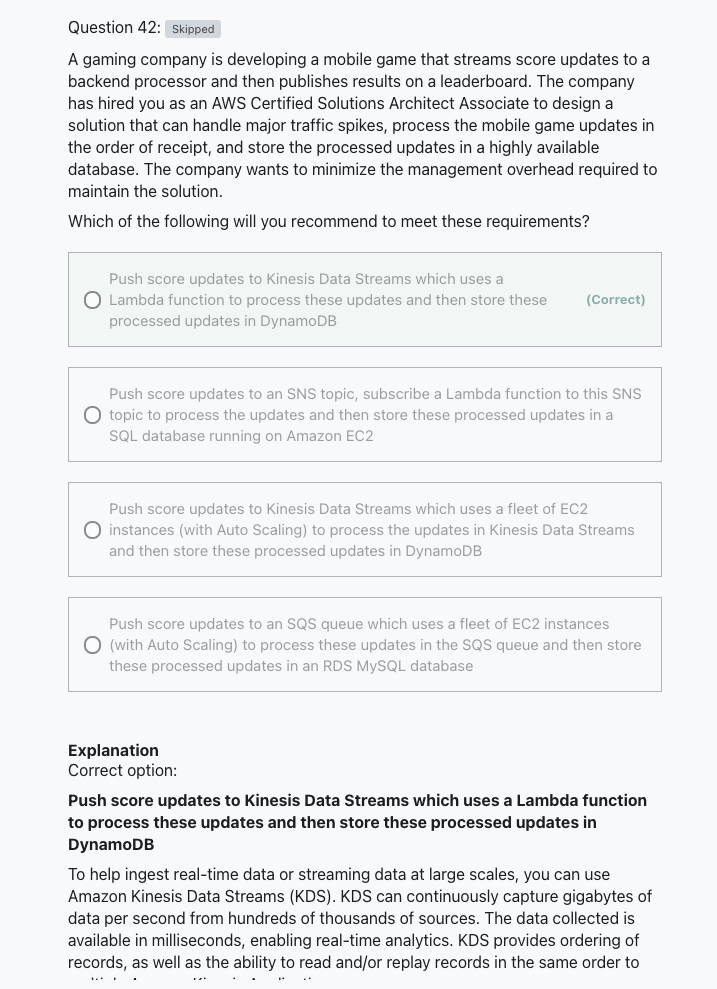 Question 42: Skipped
A gaming company is developing a mobile game that streams score updates to a
backend processor and then publishes results on a leaderboard. The company
has hired you as an AWS Certified Solutions Architect Associate to design a
solution that can handle major traffic spikes, process the mobile game updates in
the order of receipt, and store the processed updates in a highly available
database. The company wants to minimize the management overhead required to
maintain the solution.
Which of the following will you recommend to meet these requirements?
Push score updates to Kinesis Data Streams which uses a
Lambda function to process these updates and then store these
processed updates in DynamoDB
(Correct)
Push score updates to an SNS topic, subscribe a Lambda function to this SNS
topic to process the updates and then store these processed updates in a
SQL database running on Amazon EC2
Push score updates to Kinesis Data Streams which uses a fleet of EC2
instances (with Auto Scaling) to process the updates in Kinesis Data Streams
and then store these processed updates in DynamoDB
Push score updates to an SQS queue which uses a fleet of EC2 instances
(with Auto Scaling) to process these updates in the SQS queue and then store
these processed updates in an RDS MySQL database
Explanation
Correct option:
Push score updates to Kinesis Data Streams which uses a Lambda function
to process these updates and then store these processed updates in
DynamoDB
To help ingest real-time data or streaming data at large scales, you can use
Amazon Kinesis Data Streams (KDS). KDS can continuously capture gigabytes of
data per second from hundreds of thousands of sources. The data collected is
available in milliseconds, enabling real-time analytics. KDS provides ordering of
records, as well as the ability to read and/or replay records in the same order to